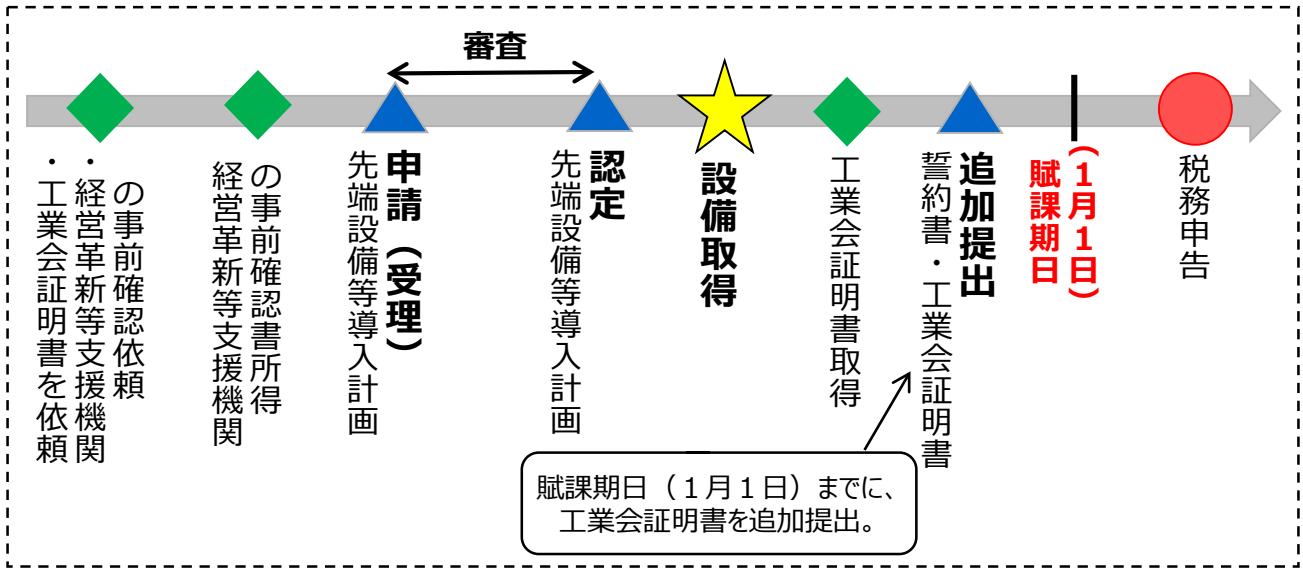 審査
・経営革新等支援機関
の事前確認依頼
・工業会証明書を依頼
経営革新等支援機関
の事前確認書所得
先端設備等導入計画
申請（受理）
先端設備等導入計画
認定
設備取得
工業会証明書取得
誓約書・工業会証明書
追加提出
賦課期日
（１月１日）
税務申告
賦課期日（１月１日）までに、
工業会証明書を追加提出。